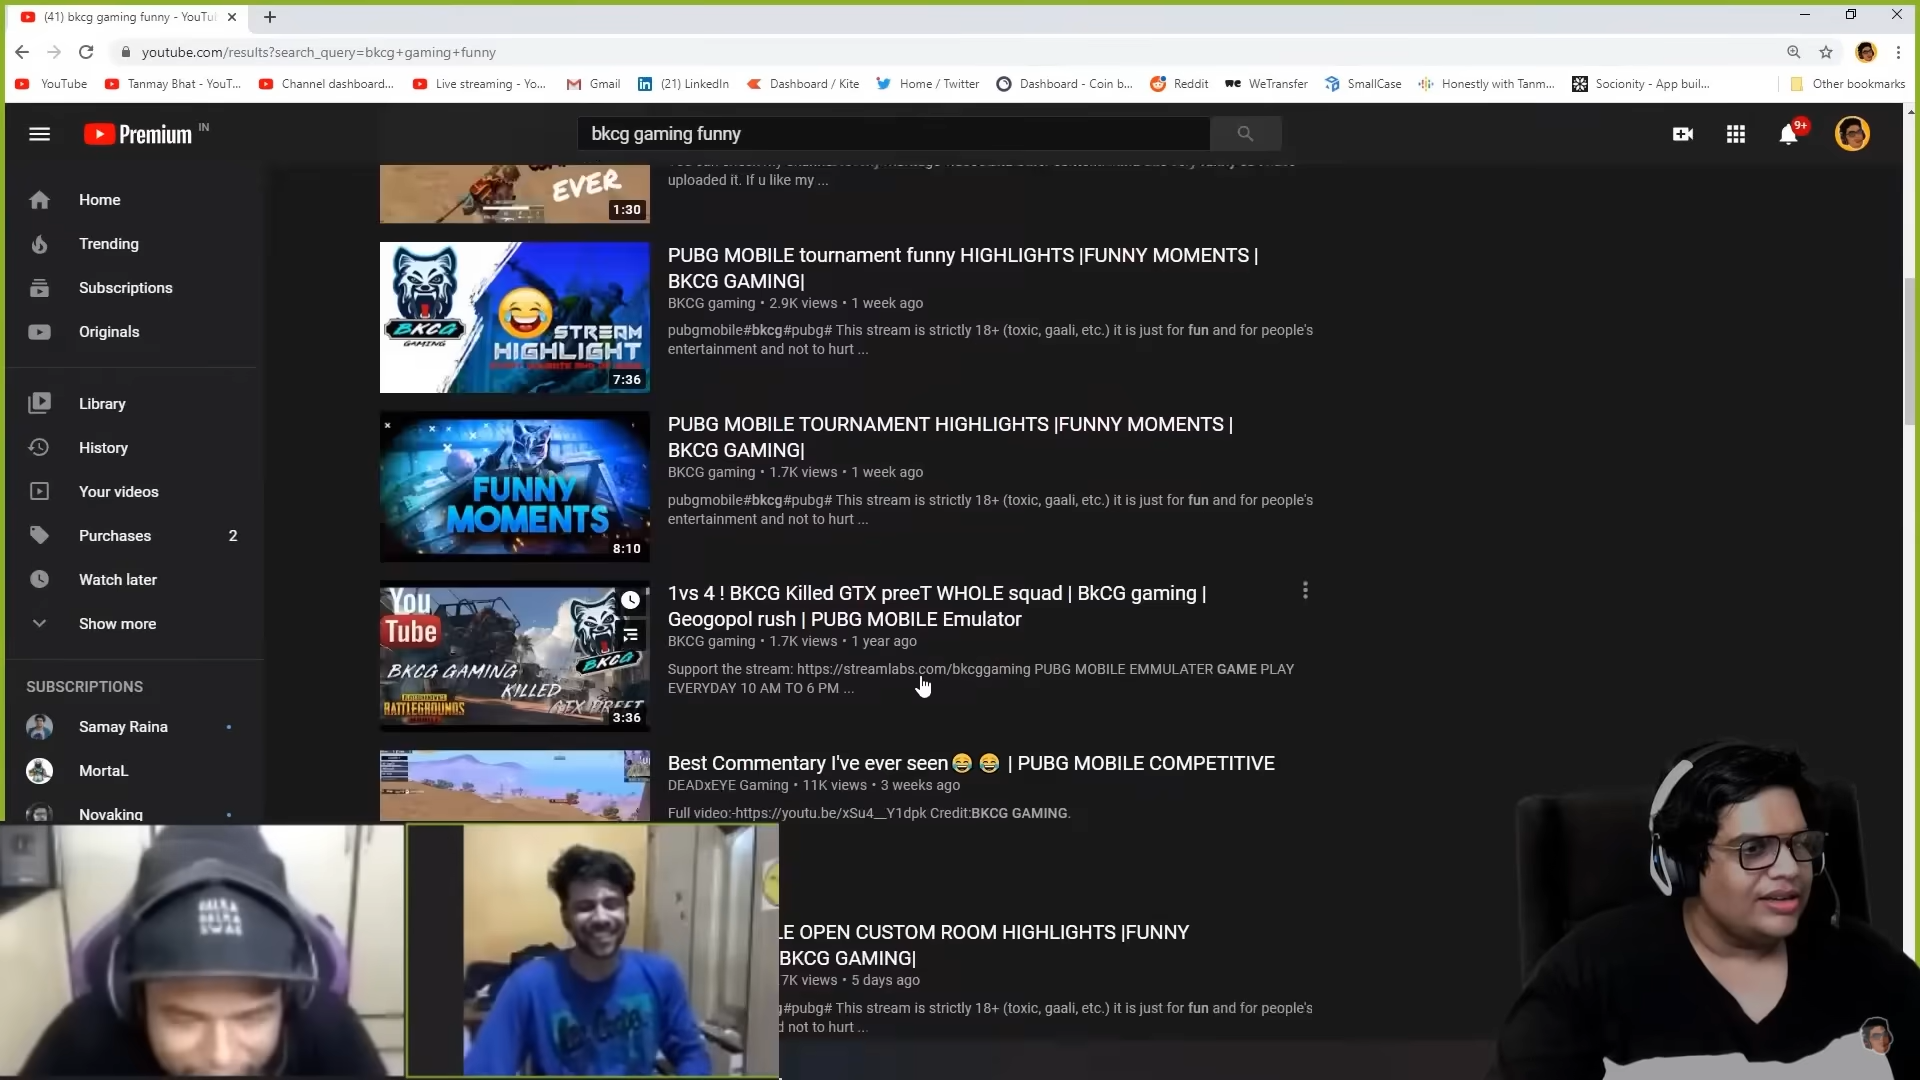 (41) bkcg gaming funny - YouTu
youtube.com/results?search_query=bkcg+gaming+funny
YouTube
Tanmay Bhat - YouT...
Channel dashboard...
Live streaming - Yo...
Gmail
(21) LinkedIn
Dashboard / Kite
Home / Twitter
Dashboard - Coin b...
Reddit
WeTransfer
SmallCase
Honestly with Tanm...
Socionity - App buil...
Other bookmarks
Premium IN
bkcg gaming funny
9+
Home
Trending
Subscriptions
Originals
Library
History
Your videos
Purchases 2
Watch later
Show more
SUBSCRIPTIONS
Samay Raina
MortaL
Novaking
EVER
1:30
uploaded it. If u like my ...
BKCG
GAMING
STREAM
HIGHLIGHT
7:36
PUBG MOBILE tournament funny HIGHLIGHTS |FUNNY MOMENTS |
BKCG GAMING|
BKCG gaming • 2.9K views • 1 week ago
pubgmobile#bkcg#pubg# This stream is strictly 18+ (toxic, gaali, etc.) it is just for fun and for people's
entertainment and not to hurt ...
FUNNY
MOMENTS
8:10
PUBG MOBILE TOURNAMENT HIGHLIGHTS |FUNNY MOMENTS |
BKCG GAMING|
BKCG gaming • 1.7K views • 1 week ago
pubgmobile#bkcg#pubg# This stream is strictly 18+ (toxic, gaali, etc.) it is just for fun and for people's
entertainment and not to hurt ...
You
Tube
BKCG
BKCG GAMING
KILLED
BATTLEGROUNDS
GTX PREET
3:36
1vs 4 ! BKCG Killed GTX preeT WHOLE squad | BkCG gaming |
Geogopol rush | PUBG MOBILE Emulator
BKCG gaming • 1.7K views • 1 year ago
Support the stream: https://streamlabs.com/bkcggaming PUBG MOBILE EMMULATER GAME PLAY
EVERYDAY 10 AM TO 6 PM ...
Best Commentary I've ever seen😂 😂 | PUBG MOBILE COMPETITIVE
DEADxEYE Gaming • 11K views • 3 weeks ago
Full video:-https://youtu.be/xSu4__Y1dpk Credit:BKCG GAMING.
LE OPEN CUSTOM ROOM HIGHLIGHTS |FUNNY
BKCG GAMING|
7K views • 5 days ago
#pubg# This stream is strictly 18+ (toxic, gaali, etc.) it is just for fun and for people's
d not to hurt ...